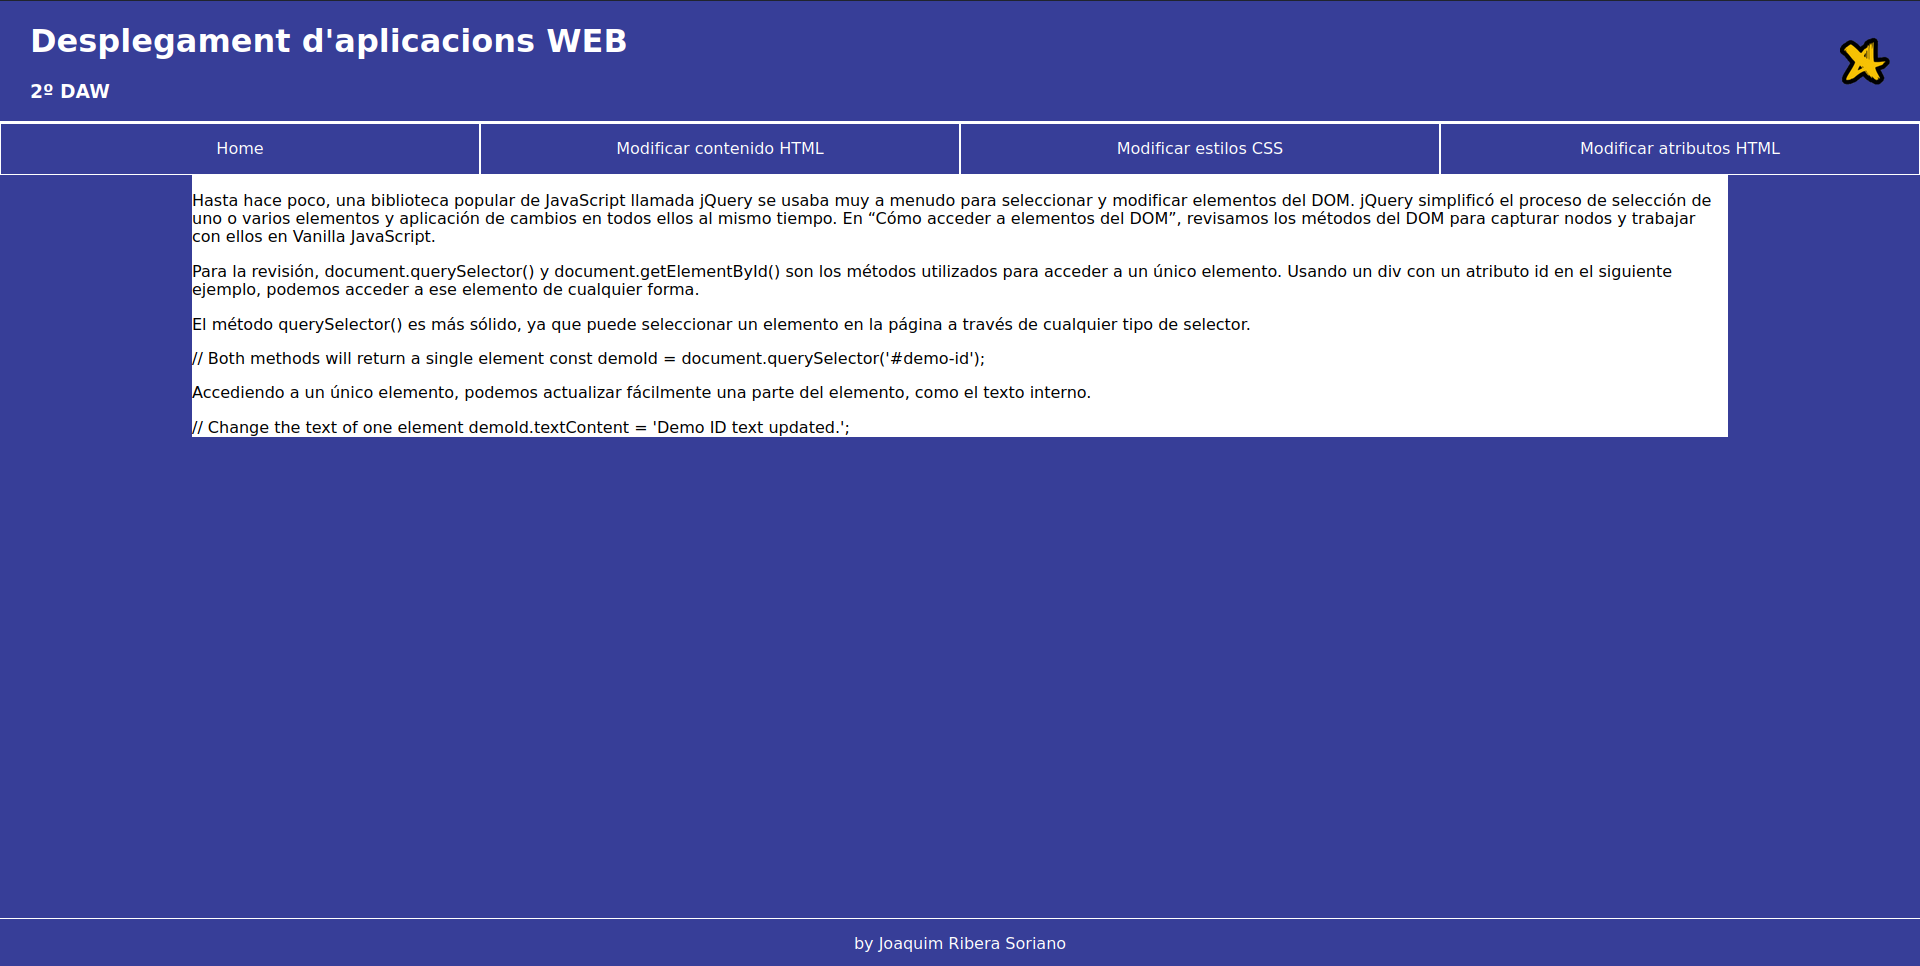 Desplegament d'aplicacions WEB
2º DAW
Home
Modificar contenido HTML
Modificar estilos CSS
Modificar atributos HTML
Hasta hace poco, una biblioteca popular de JavaScript llamada jQuery se usaba muy a menudo para seleccionar y modificar elementos del DOM. jQuery simplificó el proceso de selección de
uno o varios elementos y aplicación de cambios en todos ellos al mismo tiempo. En “Cómo acceder a elementos del DOM”, revisamos los métodos del DOM para capturar nodos y trabajar
con ellos en Vanilla JavaScript.
Para la revisión, document.querySelector() y document.getElementById() son los métodos utilizados para acceder a un único elemento. Usando un div con un atributo id en el siguiente
ejemplo, podemos acceder a ese elemento de cualquier forma.
El método querySelector() es más sólido, ya que puede seleccionar un elemento en la página a través de cualquier tipo de selector.
// Both methods will return a single element const demoId = document.querySelector('#demo-id');
Accediendo a un único elemento, podemos actualizar fácilmente una parte del elemento, como el texto interno.
// Change the text of one element demoId.textContent = 'Demo ID text updated.';
by Joaquim Ribera Soriano